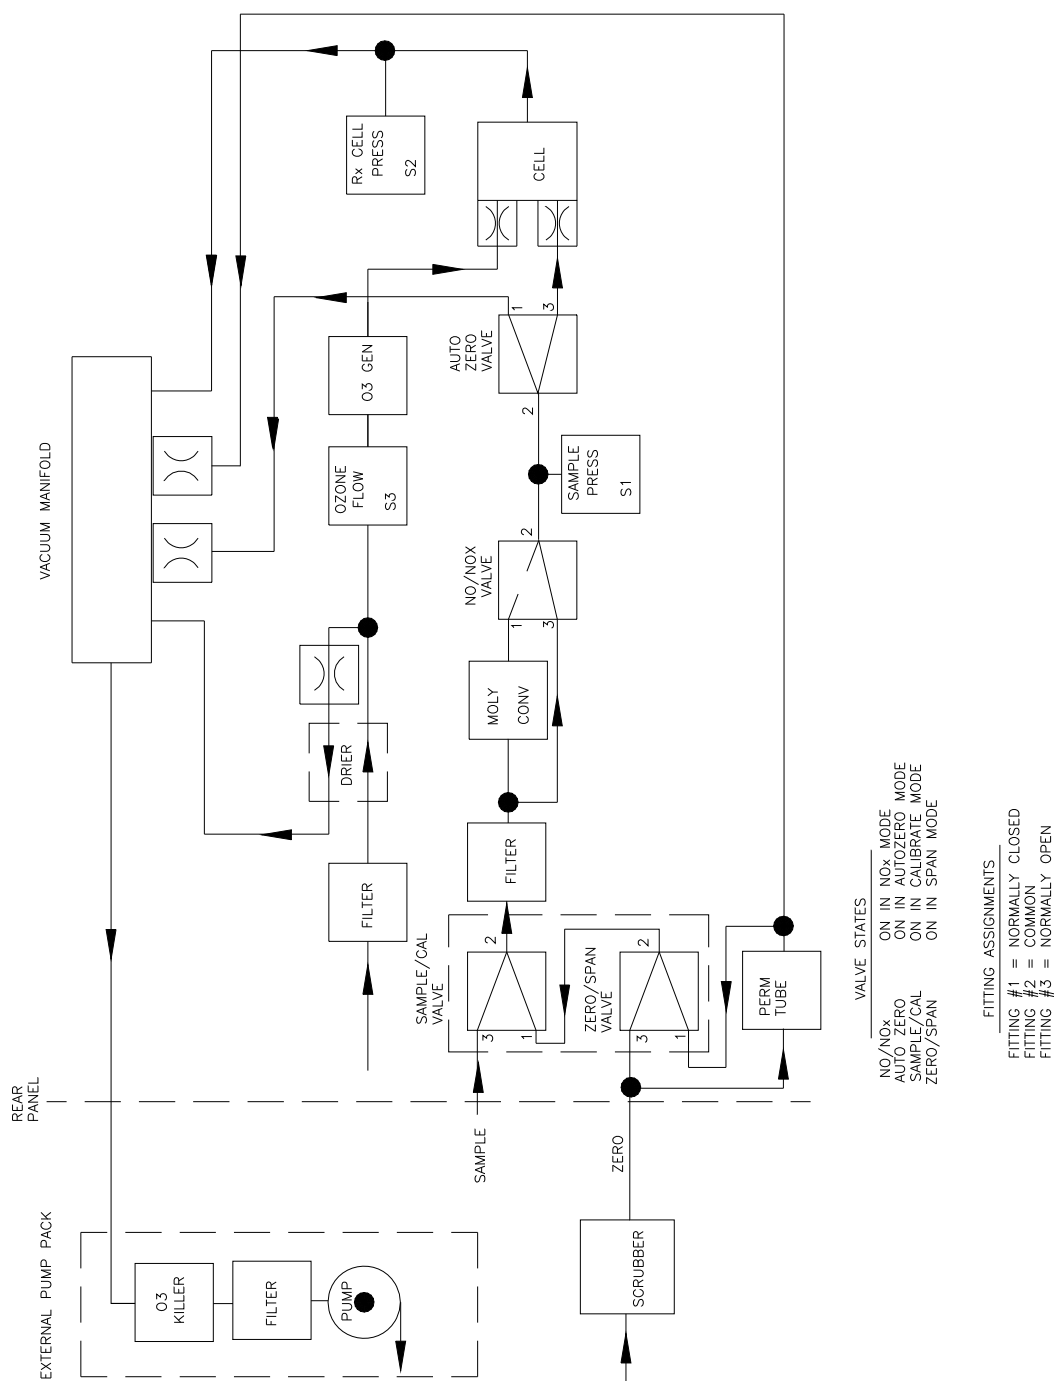 REAR
PANEL
EXTERNAL PUMP PACK
O3
KILLER
FILTER
PUMP
VACUUM MANIFOLD
FILTER
DRIER
OZONE
FLOW
S3
O3 GEN
Rx CELL
PRESS
S2
CELL
SAMPLE
SAMPLE/CAL
VALVE
3
1
2
FILTER
MOLY
CONV
NO/NOX
VALVE
1
3
2
SAMPLE
PRESS
S1
AUTO
ZERO
VALVE
2
1
3
SCRUBBER
ZERO
ZERO/SPAN
VALVE
3
1
2
PERM
TUBE
VALVE STATES
NO/NOx ON IN NOx MODE
AUTO ZERO ON IN AUTOZERO MODE
SAMPLE/CAL ON IN CALIBRATE MODE
ZERO/SPAN ON IN SPAN MODE
FITTING ASSIGNMENTS
FITTING #1 = NORMALLY CLOSED
FITTING #2 = COMMON
FITTING #3 = NORMALLY OPEN